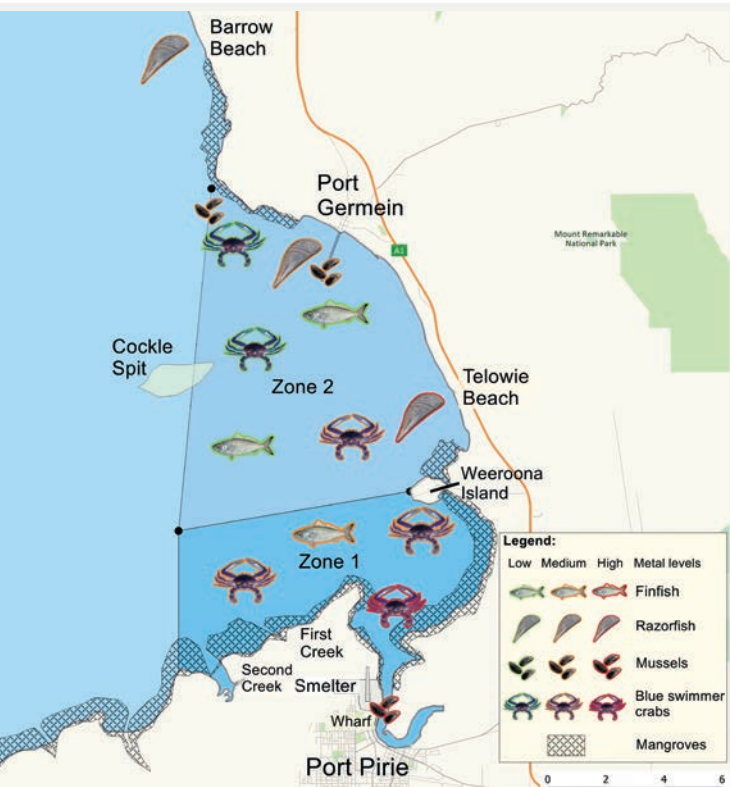 Barrow
Beach
Port
Germein
A1
Mount Remarkable
National Park
Cockle
Spit
Zone 2
Telowie
Beach
Weeroona
Island
Zone 1
First
Creek
Second
Creek
Smelter
Wharf
Port Pirie
Legend:
Low Medium High Metal levels
Finfish
Razorfish
Mussels
Blue swimmer
crabs
Mangroves
0 2 4 6